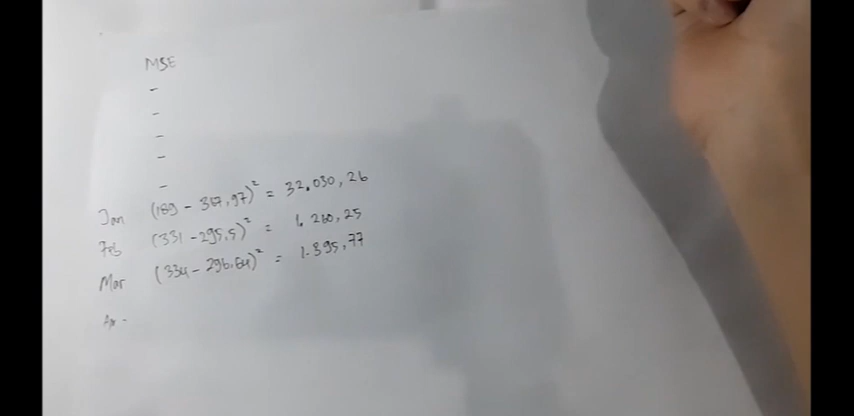 MSE
-
-
-
-
-
Jan (189 - 367,97)² = 32.030,26
Feb (331 - 295,5)² = 1.260,25
Mar (334 - 296,64)² = 1.395,77